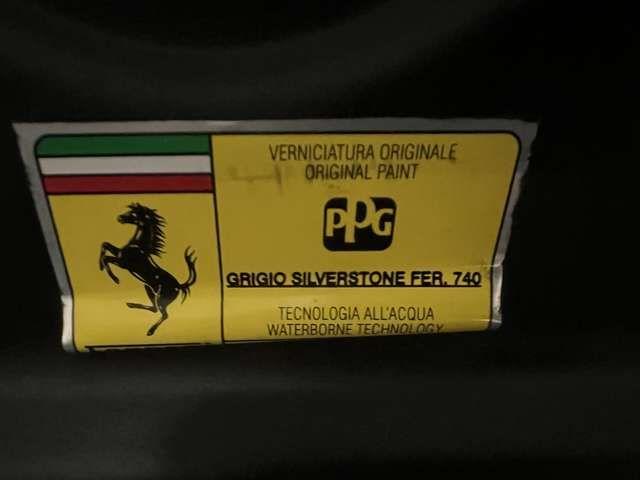 VERNICIATURA ORIGINALE
ORIGINAL PAINT
PPG
GRIGIO SILVERSTONE FER. 740
TECNOLOGIA ALL'ACQUA
WATERBORNE TECHNOLOGY